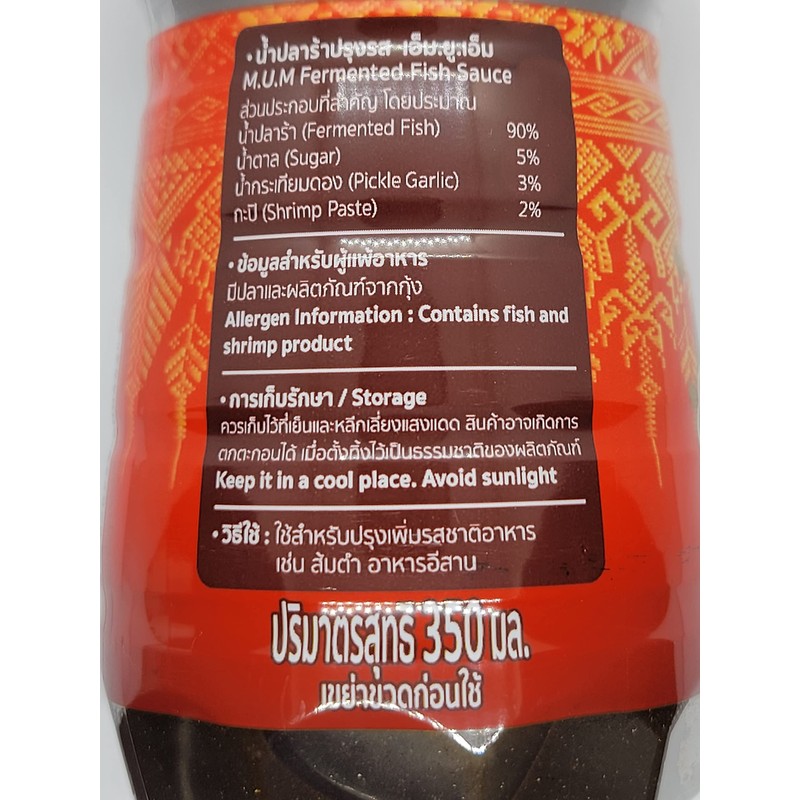 • น้ำปลาร้าปรุงรส เอ็ม.ยู.เอ็ม
M.U.M Fermented Fish Sauce
ส่วนประกอบที่สำคัญ โดยประมาณ
น้ำปลาร้า (Fermented Fish) 90%
น้ำตาล (Sugar) 5%
น้ำกระเทียมดอง (Pickle Garlic) 3%
กะปิ (Shrimp Paste) 2%
• ข้อมูลสำหรับผู้แพ้อาหาร
มีปลาและผลิตภัณฑ์จากกุ้ง
Allergen Information : Contains fish and
shrimp product
• การเก็บรักษา / Storage
ควรเก็บไว้ที่เย็นและหลีกเลี่ยงแสงแดด สินค้าอาจเกิดการ
ตกตะกอนได้ เมื่อตั้งทิ้งไว้เป็นธรรมชาติของผลิตภัณฑ์
Keep it in a cool place. Avoid sunlight
• วิธีใช้ : ใช้สำหรับปรุงเพิ่มรสชาติอาหาร
เช่น ส้มตำ อาหารอีสาน
ปริมาตรสุทธิ 350 มล.
เขย่าขวดก่อนใช้